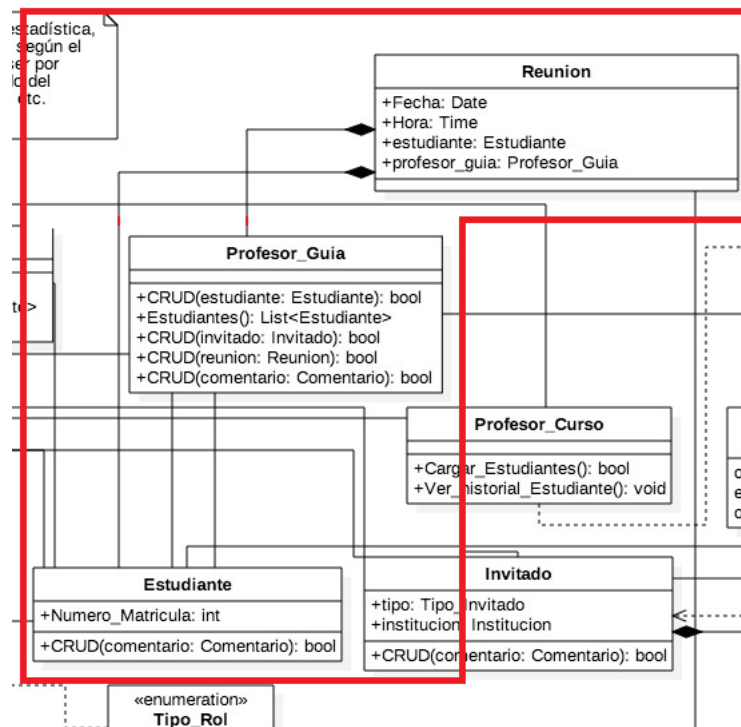 estadística,
según el
ser por
do del
etc.
Reunion
+Fecha: Date
+Hora: Time
+estudiante: Estudiante
+profesor_guia: Profesor_Guia
Profesor_Guia
+CRUD(estudiante: Estudiante): bool
+Estudiantes(): List<Estudiante>
+CRUD(invitado: Invitado): bool
+CRUD(reunion: Reunion): bool
+CRUD(comentario: Comentario): bool
Profesor_Curso
+Cargar_Estudiantes(): bool
+Ver_historial_Estudiante(): void
Estudiante
+Numero_Matricula: int
+CRUD(comentario: Comentario): bool
Invitado
+tipo: Tipo_Invitado
+institucion: Institucion
+CRUD(comentario: Comentario): bool
«enumeration»
Tipo_Rol